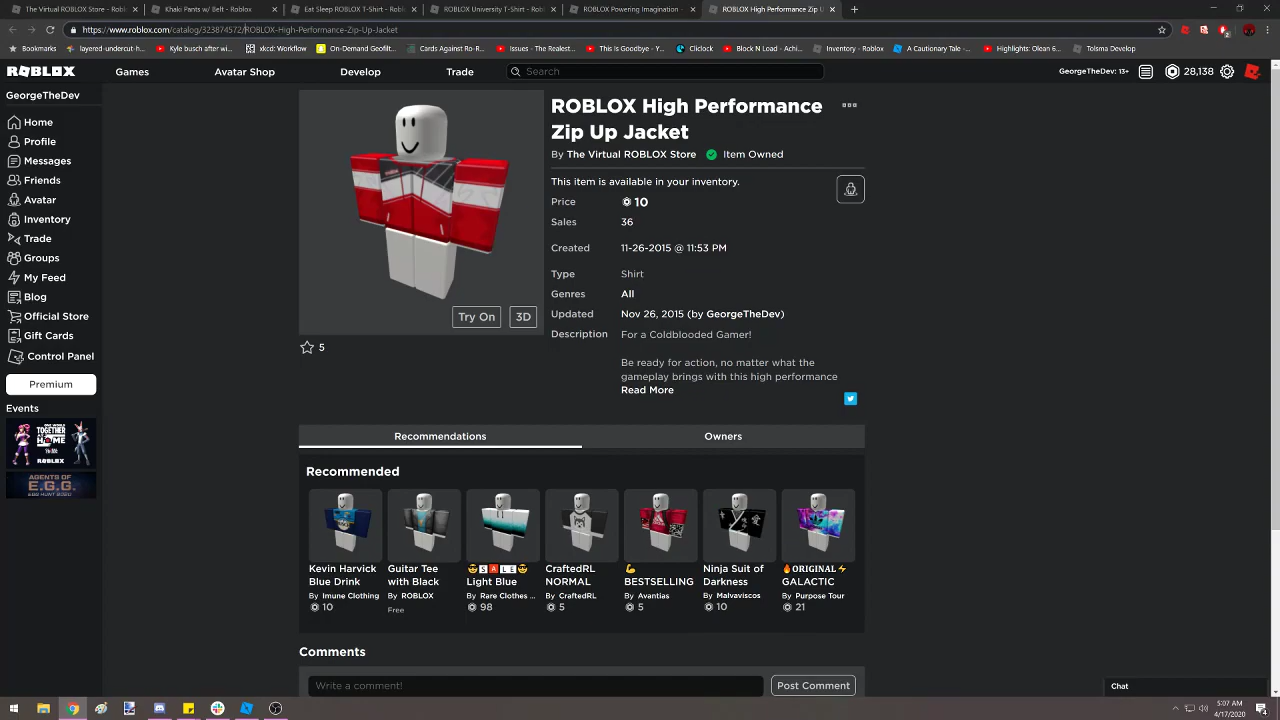 The Virtual ROBLOX Store - Robl
Khaki Pants w/ Belt - Roblox
Eat Sleep ROBLOX T-Shirt - Roblo
ROBLOX University T-Shirt - Robl
ROBLOX Powering Imagination -
ROBLOX High Performance Zip U
https://www.roblox.com/catalog/323874572/ROBLOX-High-Performance-Zip-Up-Jacket
Bookmarks
layered-undercut-h...
Kyle busch after wi...
xkcd Workflow
On-Demand Geofilt...
Cards Against Ro-R...
Issues - The Realest...
This is Goodbye - Y...
Cliclock
Block N Load - Achi...
Inventory - Roblox
A Cautionary Tale -...
Highlights: Olean 6...
Tolsma Deorbely
ROBLOX
Games
Avatar Shop
Develop
Trade
Search
GeorgeTheDev: 13+
28,138
GeorgeTheDev
Home
Profile
Messages
Friends
Avatar
Inventory
Trade
Groups
My Feed
Blog
Official Store
Gift Cards
Control Panel
Premium
Events
AGENTS OF
E.G.G.
Try On
3D
5
ROBLOX High Performance
Zip Up Jacket
By The Virtual ROBLOX Store Item Owned
This item is available in your inventory.
Price 10
Sales 36
Created 11-26-2015 @ 11:53 PM
Type Shirt
Genres All
Updated Nov 26, 2015 (by GeorgeTheDev)
Description For a Coldblooded Gamer!
Be ready for action, no matter what the
gameplay brings with this high performance
Read More
Recommendations
Owners
Recommended
Kevin Harvick
Blue Drink
By Imune Clothing
10
Guitar Tee
with Black
By ROBLOX
Free
😎🆂🅰🅻🅴😎
Light Blue
By Rare Clothes ...
98
CraftedRL
NORMAL
By CraftedRL
5
💪
BESTSELLING
By Avantias
5
Ninja Suit of
Darkness
By Malvaviscos
10
🔥𝐎𝐑𝐈𝐆𝐈𝐍𝐀𝐋⚡
GALACTIC
By Purpose Tour
21
Comments
Write a comment!
Post Comment
Chat
5:07 AM
4/17/2020